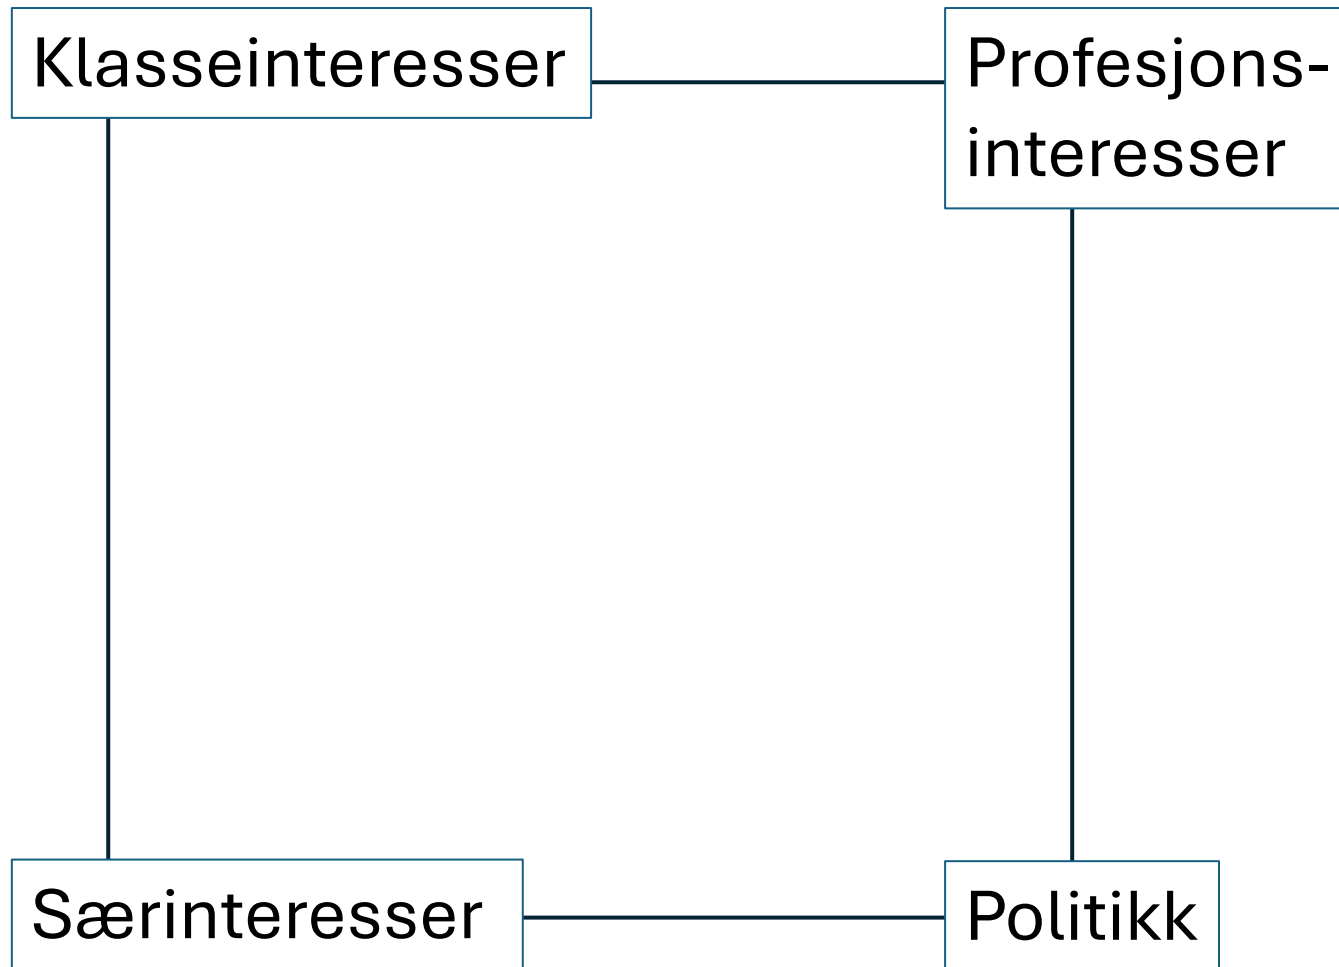 Klasseinteresser
Profesjons-
interesser
Særinteresser
Politikk